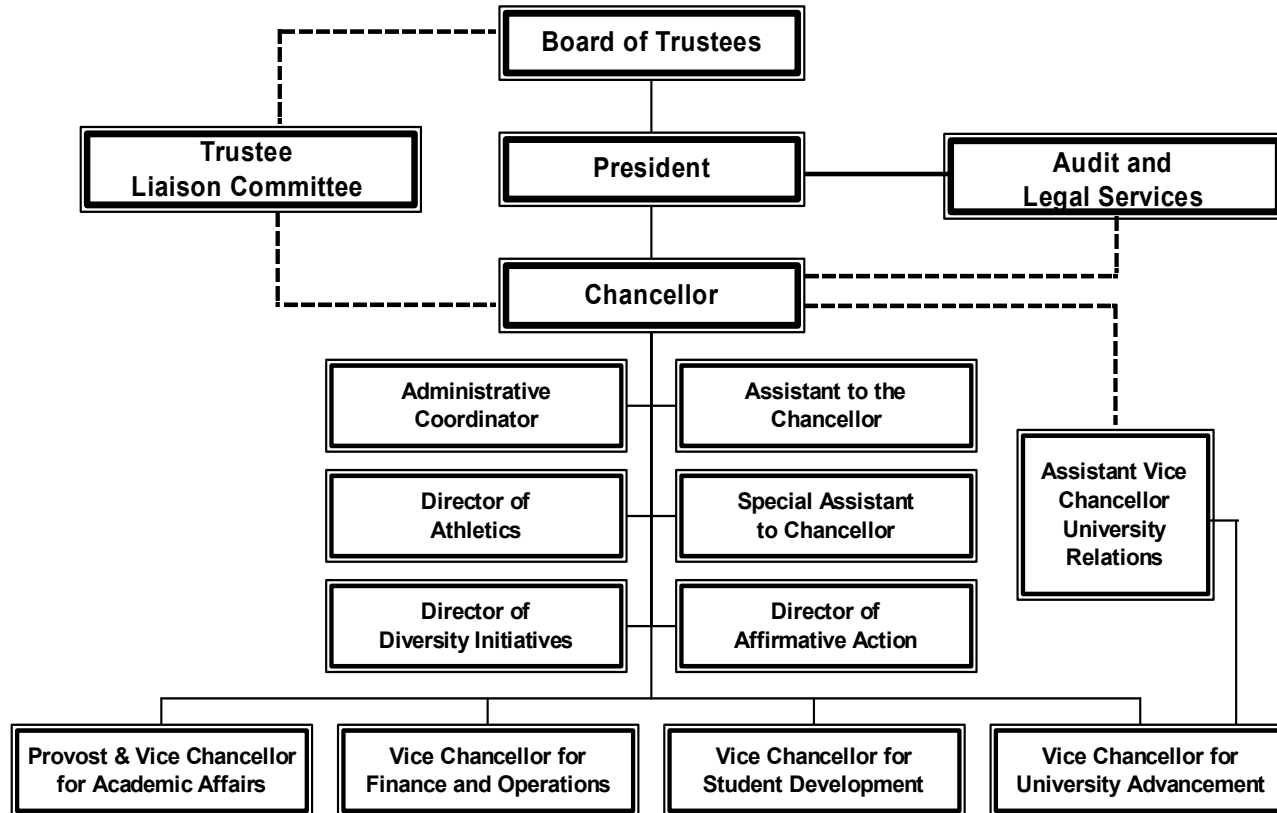 Board of Trustees
Trustee
Liaison Committee
President
Audit and
Legal Services
Chancellor
Administrative
Coordinator
Assistant to the
Chancellor
Director of
Athletics
Special Assistant
to Chancellor
Assistant Vice
Chancellor
University
Relations
Director of
Diversity Initiatives
Director of
Affirmative Action
Provost & Vice Chancellor
for Academic Affairs
Vice Chancellor for
Finance and Operations
Vice Chancellor for
Student Development
Vice Chancellor for
University Advancement